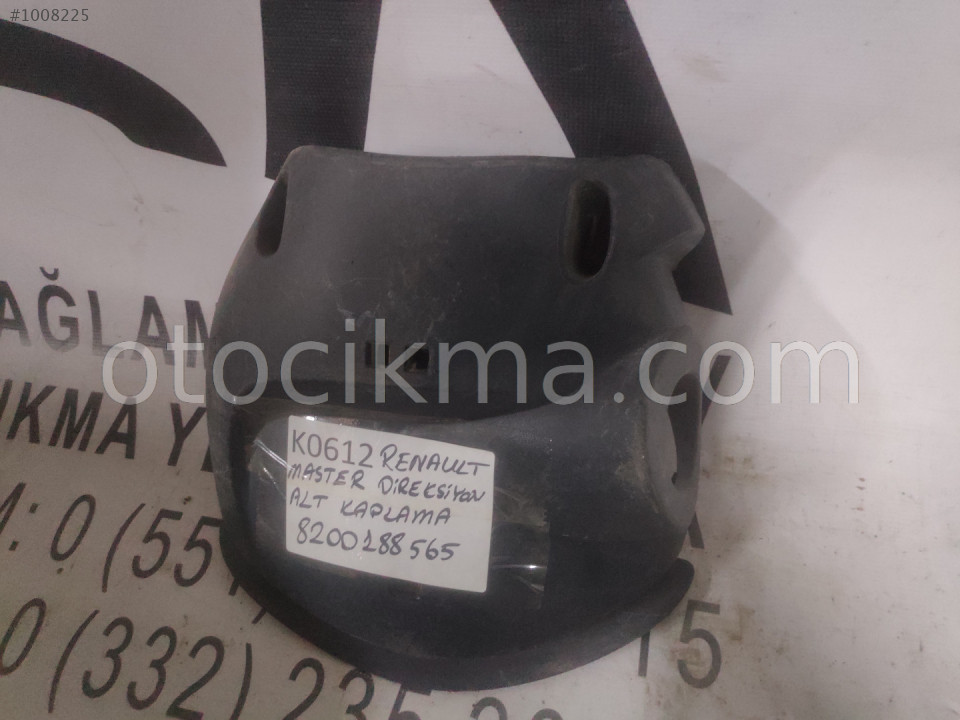 #1008225
AĞLAM
otocikma.com
IKMA Y
K0612 RENAULT
MASTER DİREKSİYON
ALT KAPLAMA
8200288565
M: 0 (55
0 (332) 235
15